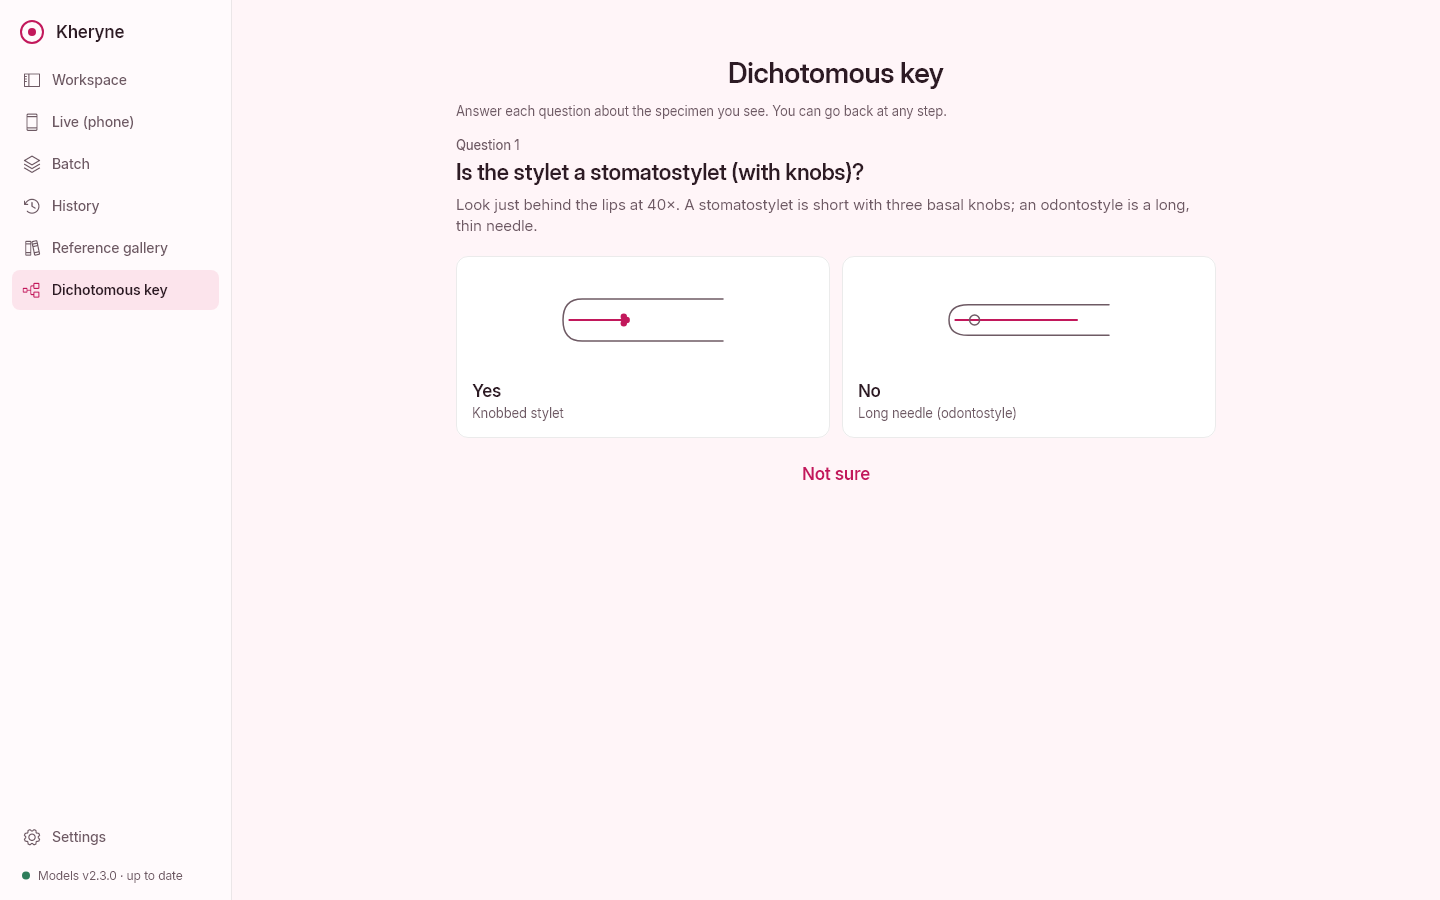 Kheryne
Workspace
Live (phone)
Batch
History
Reference gallery
Dichotomous key
Settings
Models v2.3.0 · up to date
Dichotomous key
Answer each question about the specimen you see. You can go back at any step.
Question 1
Is the stylet a stomatostylet (with knobs)?
Look just behind the lips at 40×. A stomatostylet is short with three basal knobs; an odontostyle is a long,
thin needle.
Yes
Knobbed stylet
No
Long needle (odontostyle)
Not sure